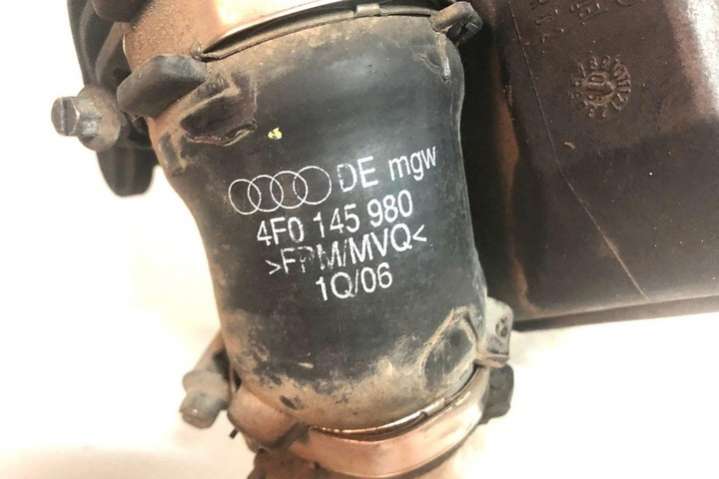 DE mgw
4F0 145 980
>FPM/MVQ<
1Q/06